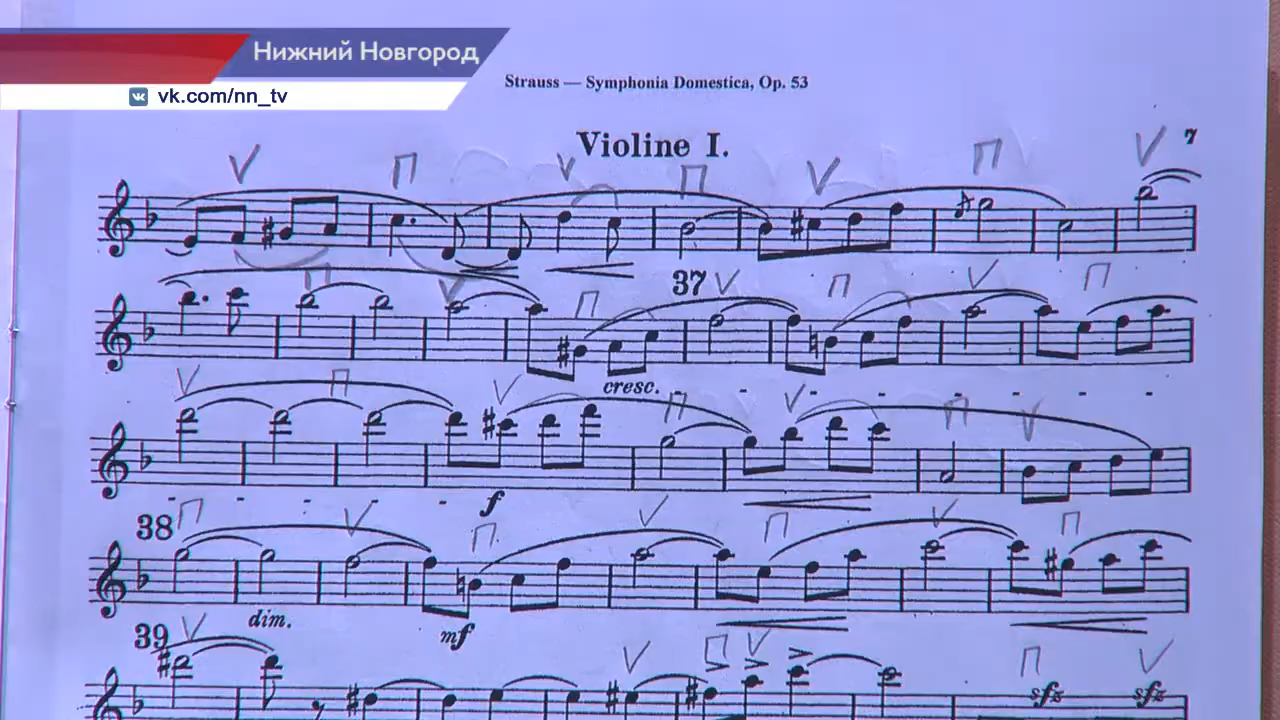 Нижний Новгород
vk.com/nn_tv
Strauss — Symphonia Domestica, Op. 53
Violine I.
7
37
cresc.
f
38
dim.
mf
39
sfz sfz